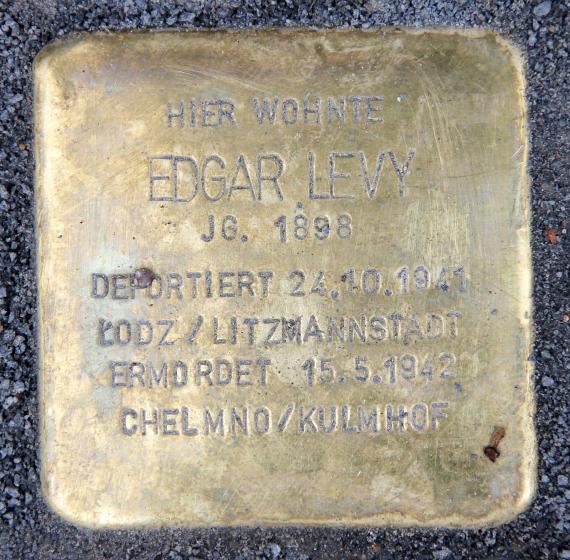 HIER WOHNTE
EDGAR LEVY
JG. 1898
DEPORTIERT 24.10.1941
ŁODZ / LITZMANNSTADT
ERMORDET 15.5.1942
CHELMNO/KULMHOF